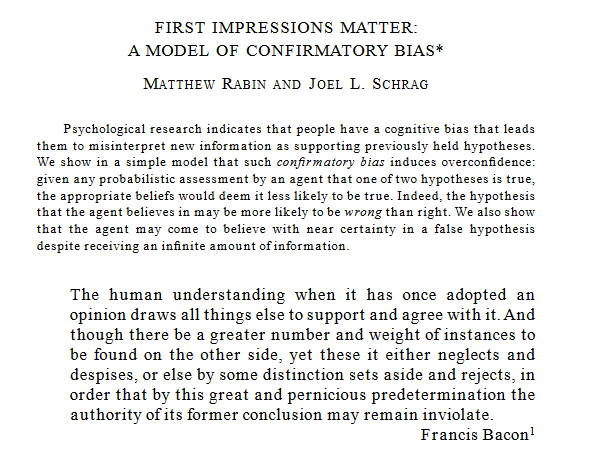 FIRST IMPRESSIONS MATTER:
A MODEL OF CONFIRMATORY BIAS*
MATTHEW RABIN AND JOEL L. SCHRAG
Psychological research indicates that people have a cognitive bias that leads
them to misinterpret new information as supporting previously held hypotheses.
We show in a simple model that such confirmatory bias induces overconfidence:
given any probabilistic assessment by an agent that one of two hypotheses is true,
the appropriate beliefs would deem it less likely to be true. Indeed, the hypothesis
that the agent believes in may be more likely to be wrong than right. We also show
that the agent may come to believe with near certainty in a false hypothesis
despite receiving an infinite amount of information.
The human understanding when it has once adopted an
opinion draws all things else to support and agree with it. And
though there be a greater number and weight of instances to
be found on the other side, yet these it either neglects and
despises, or else by some distinction sets aside and rejects, in
order that by this great and pernicious predetermination the
authority of its former conclusion may remain inviolate.
Francis Bacon¹